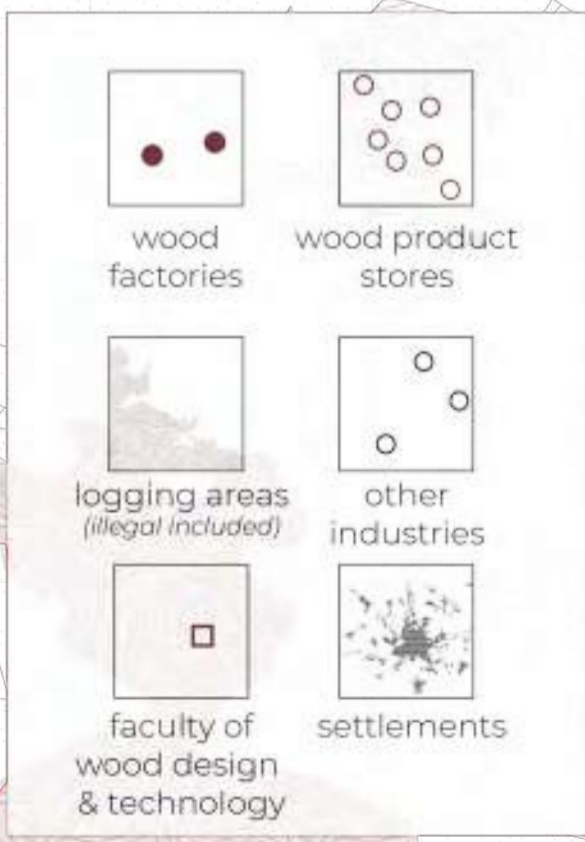 wood
factories
wood product
stores
logging areas
(illegal included)
other
industries
faculty of
wood design
& technology
settlements